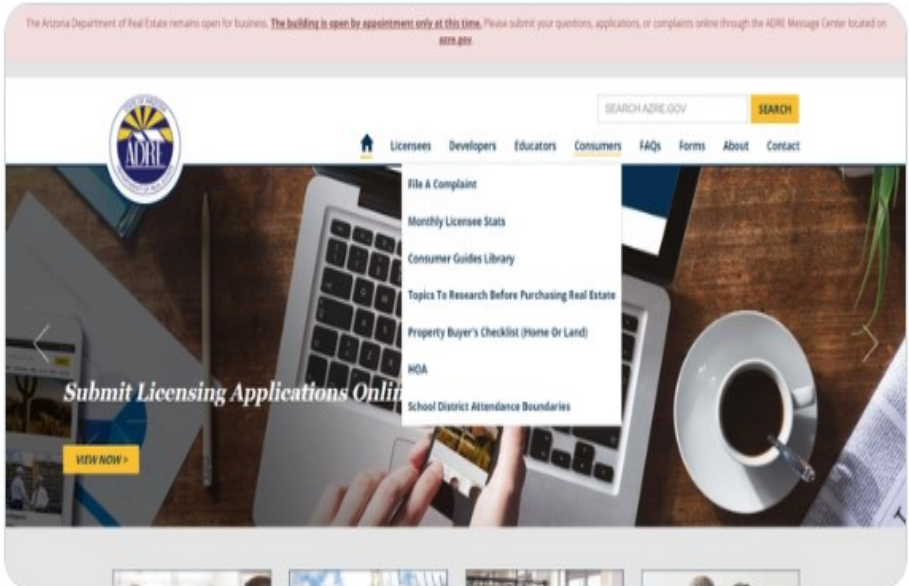 The Arizona Department of Real Estate remains open for business. The building is open by appointment only at this time. Please submit your questions, applications, or complaints online through the ADRE Message Center located on
azre.gov.
SEARCH AZRE.GOV
SEARCH
ADRE
Licensees Developers Educators Consumers FAQs Forms About Contact
File A Complaint
Monthly Licensee Stats
Consumer Guides Library
Topics To Research Before Purchasing Real Estate
Property Buyer's Checklist (Home Or Land)
HOA
School District Attendance Boundaries
Submit Licensing Applications Onlin
VIEW NOW >